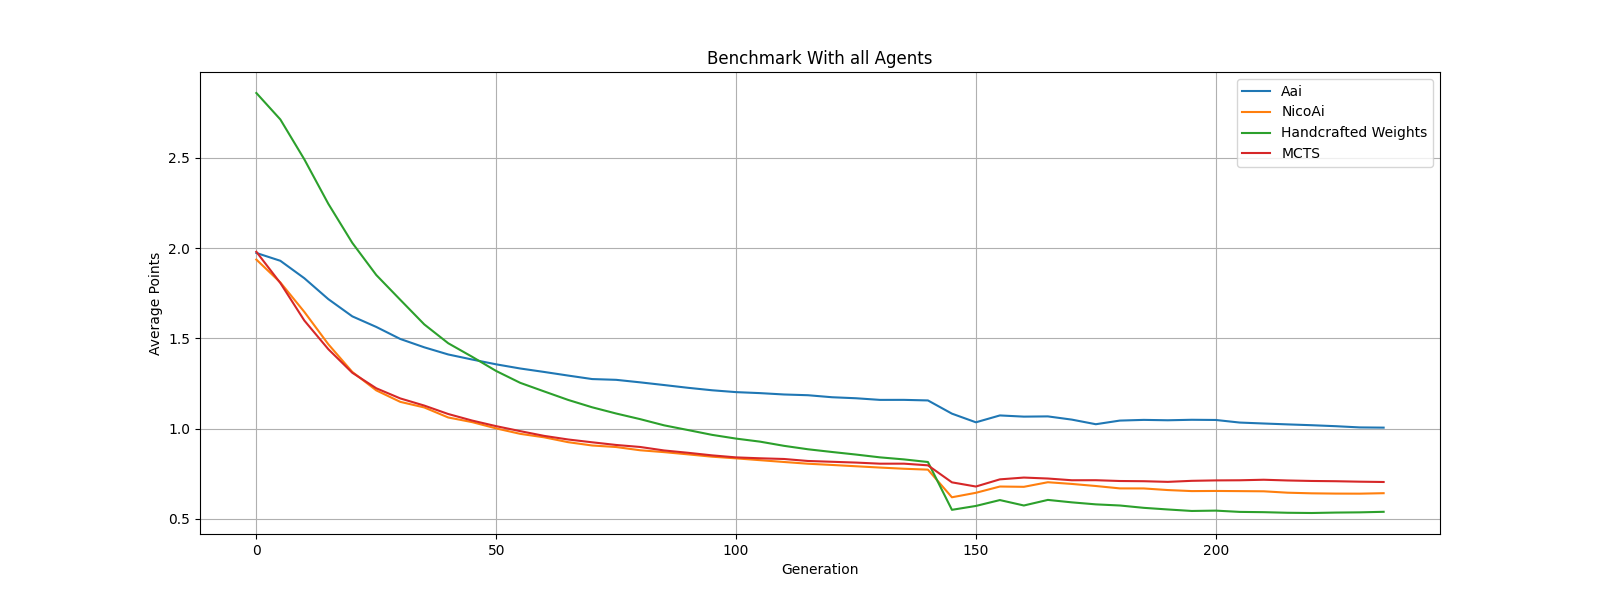 Benchmark With all Agents
Aai
NicoAi
Handcrafted Weights
MCTS
Average Points
2.5
2.0
1.5
1.0
0.5
0
50
100
150
200
Generation